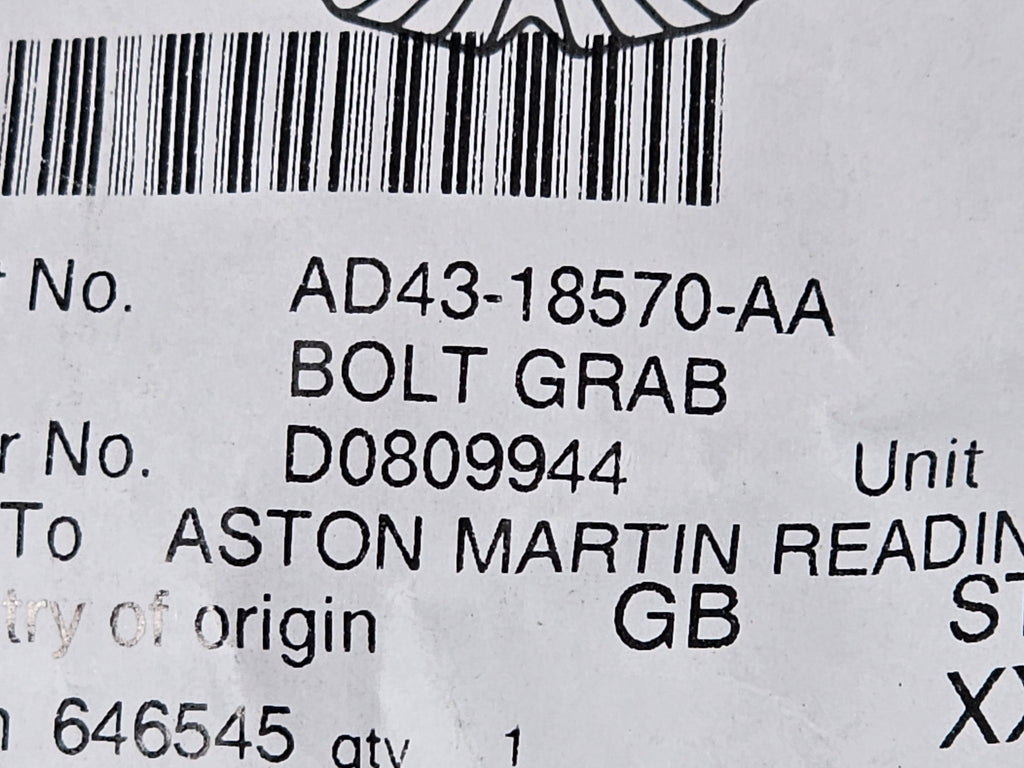 r No. AD43-18570-AA
BOLT GRAB
r No. D0809944 Unit
To ASTON MARTIN READIN
try of origin GB ST
646545 qty 1 XX